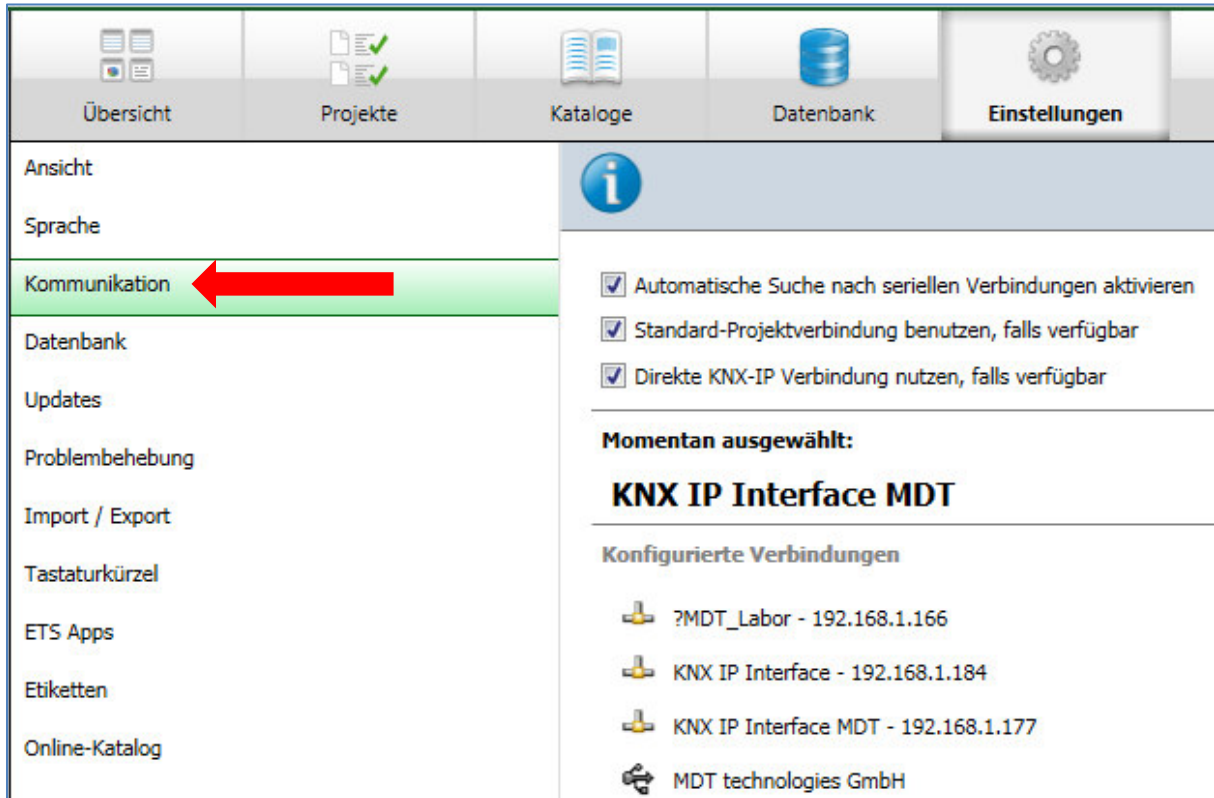 Übersicht
Projekte
Kataloge
Datenbank
Einstellungen
Ansicht
Sprache
Kommunikation
Datenbank
Updates
Problembehebung
Import / Export
Tastaturkürzel
ETS Apps
Etiketten
Online-Katalog
Automatische Suche nach seriellen Verbindungen aktivieren
Standard-Projektverbindung benutzen, falls verfügbar
Direkte KNX-IP Verbindung nutzen, falls verfügbar
Momentan ausgewählt:
KNX IP Interface MDT
Konfigurierte Verbindungen
?MDT_Labor - 192.168.1.166
KNX IP Interface - 192.168.1.184
KNX IP Interface MDT - 192.168.1.177
MDT technologies GmbH